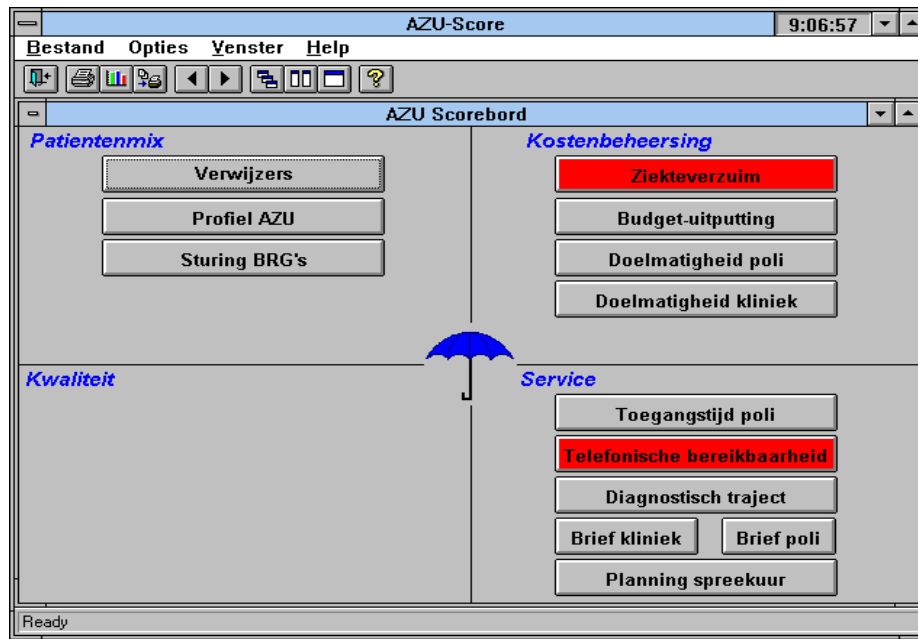 AZU-Score 9:06:57
Bestand Opties Venster Help
AZU Scorebord
Patientenmix
Verwijzers
Profiel AZU
Sturing BRG's
Kostenbeheersing
Ziekteverzuim
Budget-uitputting
Doelmatigheid poli
Doelmatigheid kliniek
Kwaliteit
Service
Toegangstijd poli
Telefonische bereikbaarheid
Diagnostisch traject
Brief kliniek Brief poli
Planning spreekuur
Ready